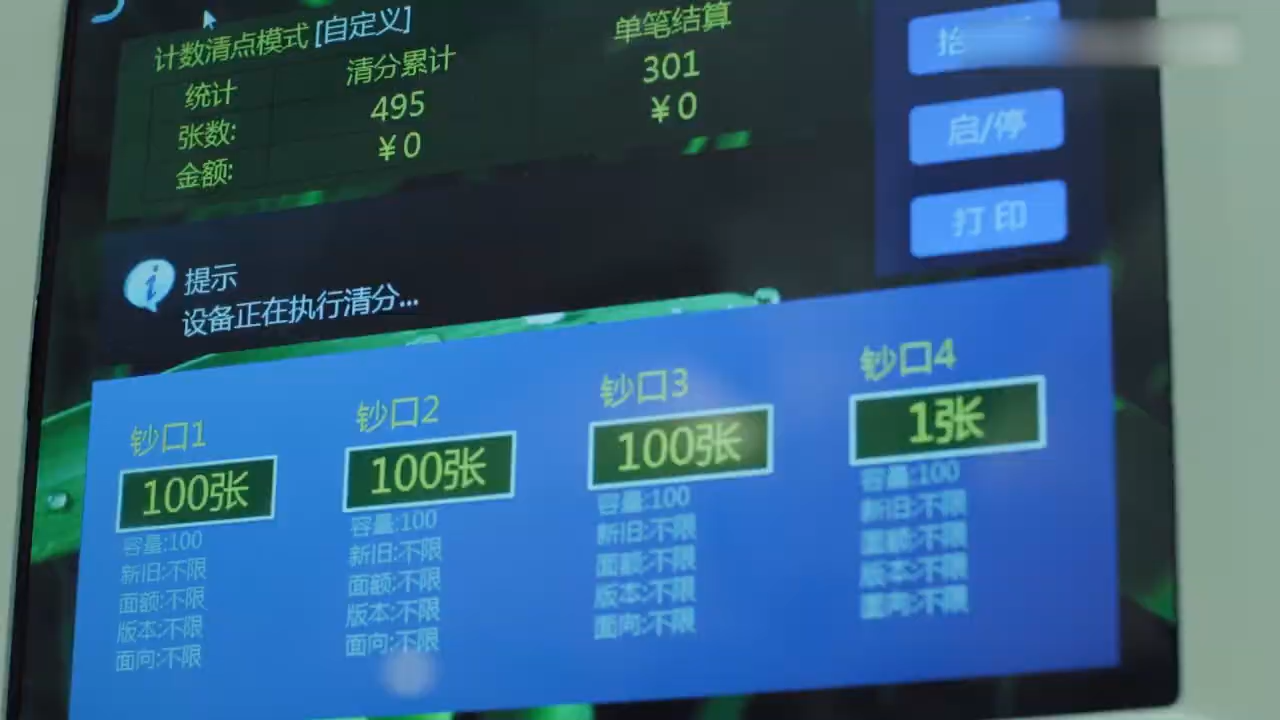 计数清点模式 [自定义]
统计 清分累计 单笔结算
张数: 495 301
金额: ¥0 ¥0
抬
启/停
打印
提示
设备正在执行清分...
钞口1 钞口2 钞口3 钞口4
100张 100张 100张 1张
容量:100 容量:100 容量:100 容量:100
新旧:不限 新旧:不限 新旧:不限 新旧:不限
面额:不限 面额:不限 面额:不限 面额:不限
版本:不限 版本:不限 版本:不限 版本:不限
面向:不限 面向:不限 面向:不限 面向:不限